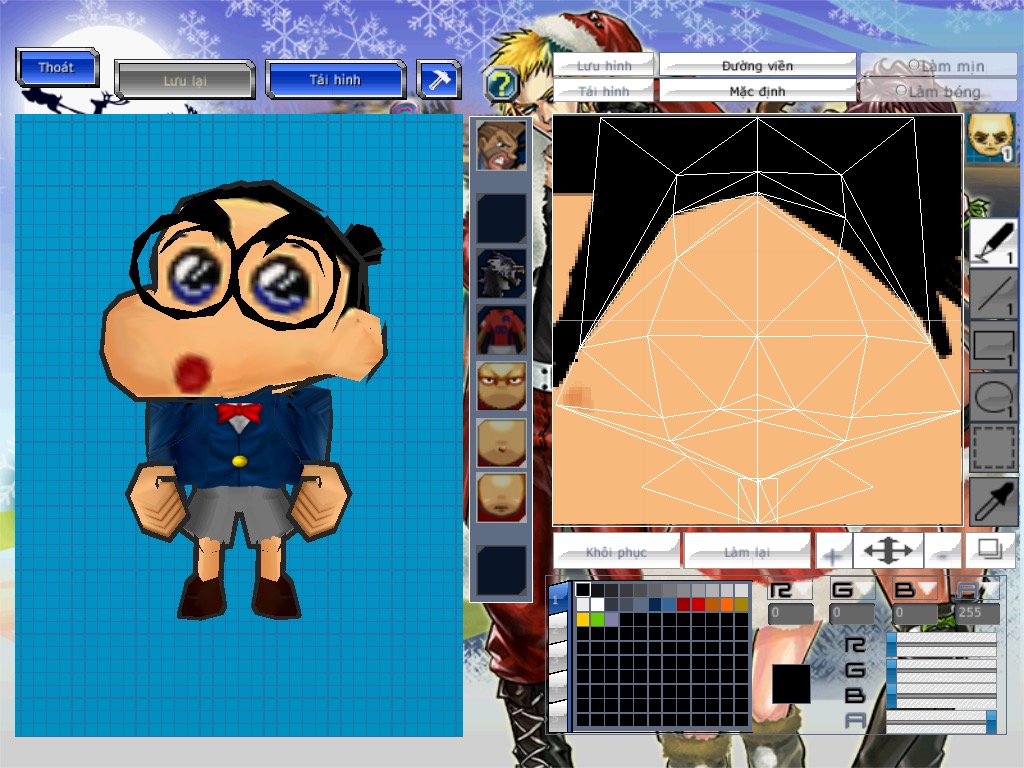 Thoát
Lưu lại
Tải hình
?
Lưu hình
Đường viền
Làm mịn
Tải hình
Mặc định
Làm bóng
1
1
1
1
1
Khôi phục
Làm lại
+
-
1
R G B A
0 0 0 255
R
G
B
A